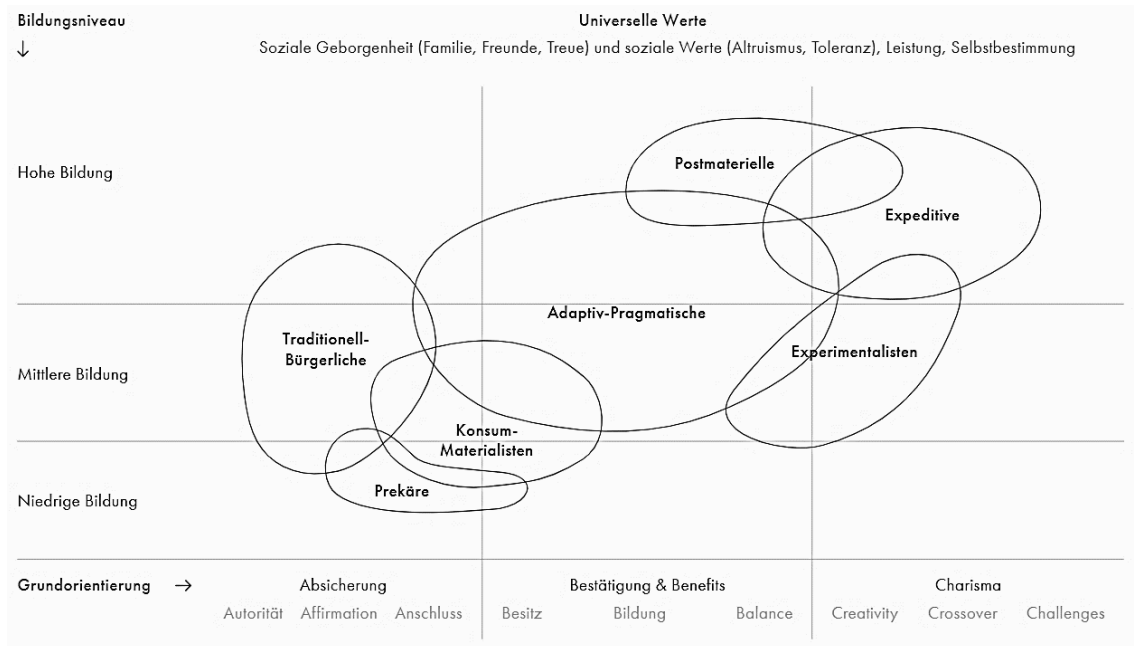 Bildungsniveau
↓
Universelle Werte
Soziale Geborgenheit (Familie, Freunde, Treue) und soziale Werte (Altruismus, Toleranz), Leistung, Selbstbestimmung
Hohe Bildung
Postmaterielle
Expeditive
Adaptiv-Pragmatische
Traditionell-
Bürgerliche
Experimentalisten
Mittlere Bildung
Konsum-
Materialisten
Prekäre
Niedrige Bildung
Grundorientierung →
Absicherung
Bestätigung & Benefits
Charisma
Autorität Affirmation Anschluss Besitz Bildung Balance Creativity Crossover Challenges